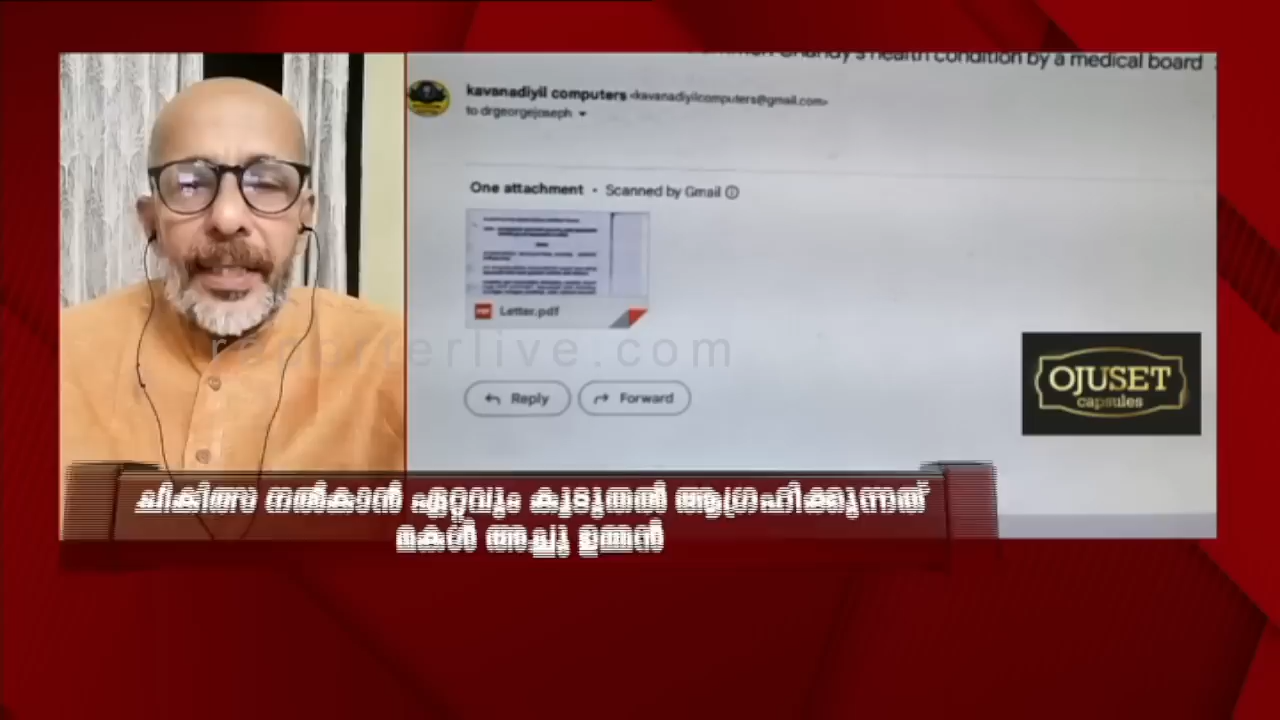 Chandy's health condition by a medical board
kavanadiyil computers <kavanadiyilcomputers@gmail.com>
to drgeorgejoseph
One attachment • Scanned by Gmail
PDF Letter.pdf
reporterlive.com
OJUSET
capsules
Reply Forward
ചികിത്സ നൽകാൻ ഏറ്റവും കൂടുതൽ ആഗ്രഹിക്കുന്നത്
മകൾ അച്ചു ഉമ്മൻ